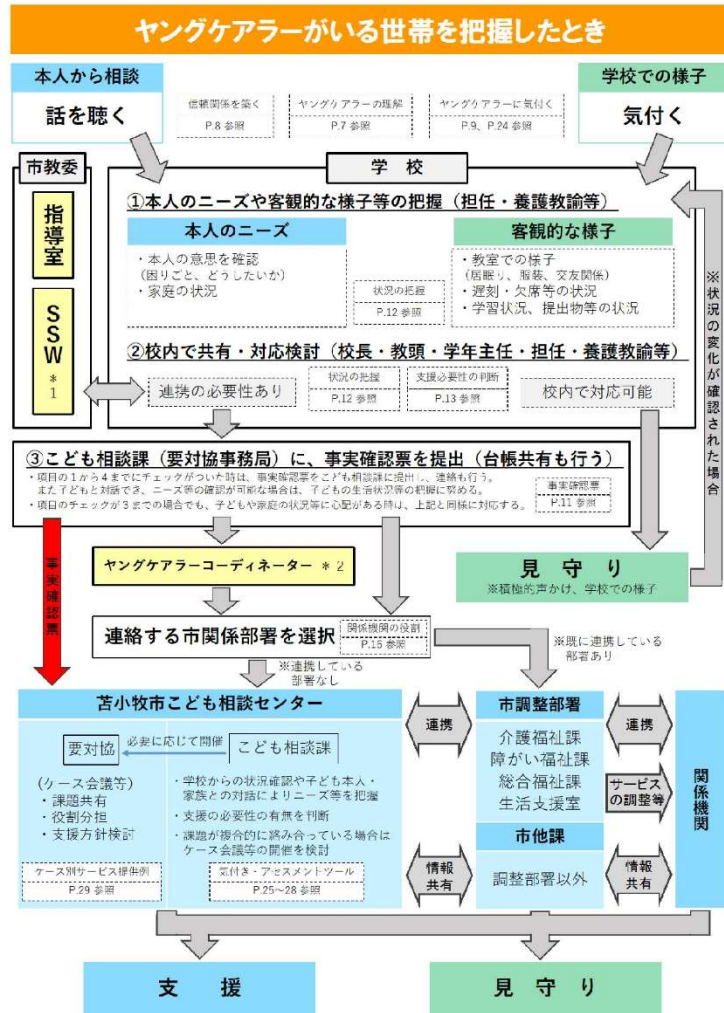 ヤングケアラーがいる世帯を把握したとき
本人から相談
話を聴く
信頼関係を築く
P.8 参照
ヤングケアラーの理解
P.7 参照
ヤングケアラーに気付く
P.9、P.24 参照
学校での様子
気付く
市教委
指導室
SSW
*1
学校
①本人のニーズや客観的な様子等の把握（担任・養護教諭等）
本人のニーズ
・本人の意思を確認
（困りごと、どうしたいか）
・家庭の状況
状況の把握
P.12 参照
客観的な様子
・教室での様子
（居眠り、服装、交友関係）
・遅刻・欠席等の状況
・学習状況、提出物等の状況
②校内で共有・対応検討（校長・教頭・学年主任・担任・養護教諭等）
連携の必要性あり
状況の把握
P.12 参照
支援必要性の判断
P.13 参照
校内で対応可能
※状況の変化が確認された場合
③こども相談課（要対協事務局）に、事実確認票を提出（台帳共有も行う）
・項目の１から４までにチェックがついた時は、事実確認票をこども相談課に提出し、連絡も行う。
また子どもと対話でき、ニーズ等の確認が可能な場合は、子どもの生活状況等の把握に努める。
・項目のチェックが３までの場合でも、子どもや家庭の状況等に心配がある時は、上記と同様に対応する。
事実確認票
P.11 参照
事実確認票
ヤングケアラーコーディネーター ＊2
見守り
※積極的声かけ、学校での様子
連絡する市関係部署を選択
関係機関の役割
P.15 参照
※連携している
部署なし
※既に連携している
部署あり
苫小牧市こども相談センター
要対協
必要に応じて開催
こども相談課
（ケース会議等）
・課題共有
・役割分担
・支援方針検討
・学校からの状況確認や子ども本人・
家族との対話によりニーズ等を把握
・支援の必要性の有無を判断
・課題が複合的に絡み合っている場合は
ケース会議等の開催を検討
ケース別サービス提供例
P.29 参照
気付き・アセスメントツール
P.25～28 参照
連携
情報
共有
市調整部署
介護福祉課
障がい福祉課
総合福祉課
生活支援室
市他課
調整部署以外
連携
サービス
の調整等
情報
共有
関係機関
支援
見守り